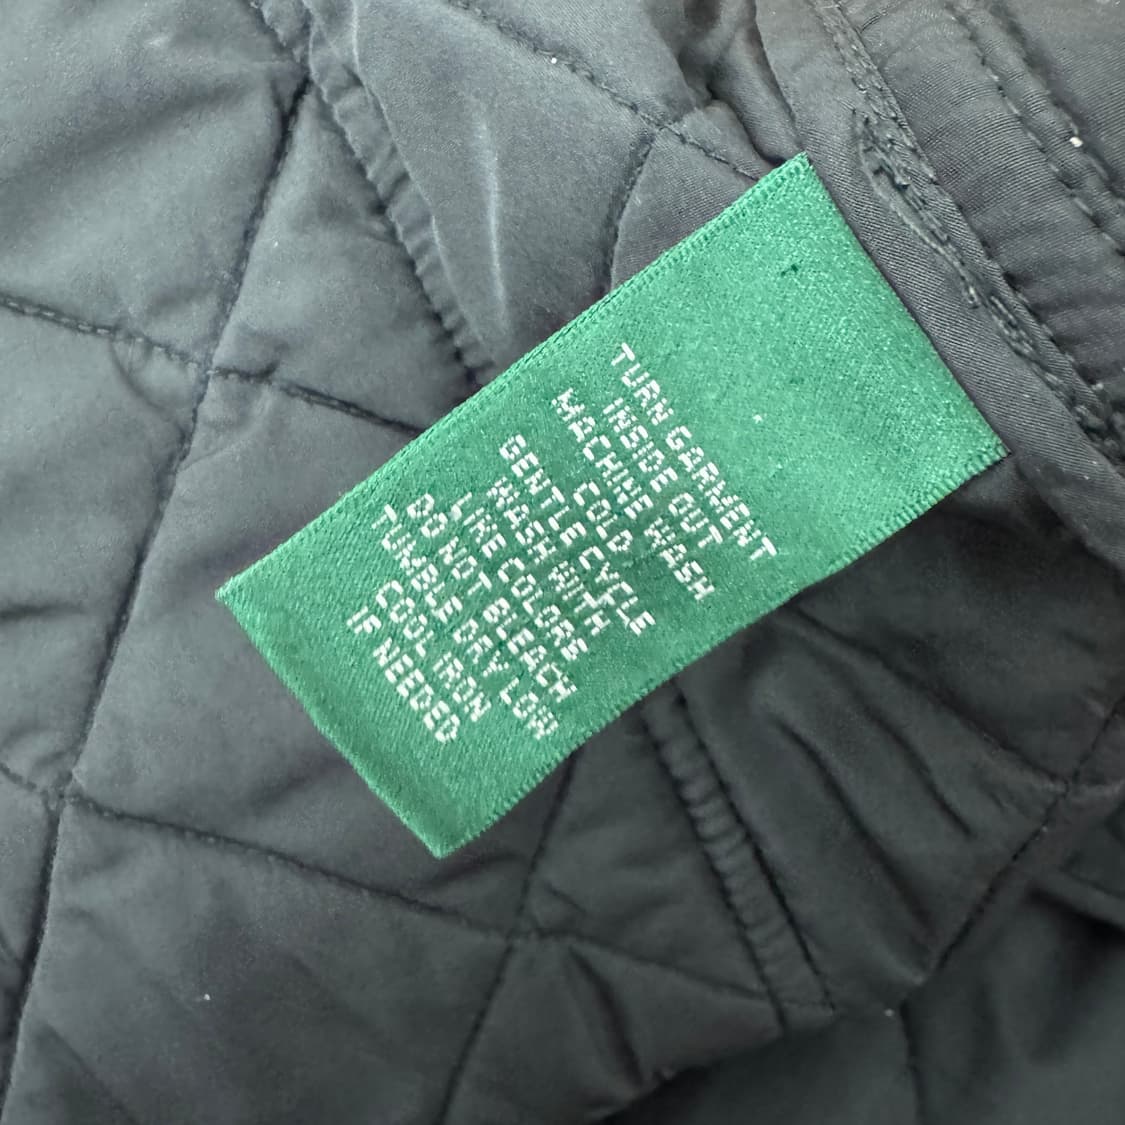 TURN GARMENT
INSIDE OUT
MACHINE WASH
COLD
GENTLE CYCLE
WASH WITH
LIKE COLORS
DO NOT BLEACH
TUMBLE DRY LOW
COOL IRON
IF NEEDED